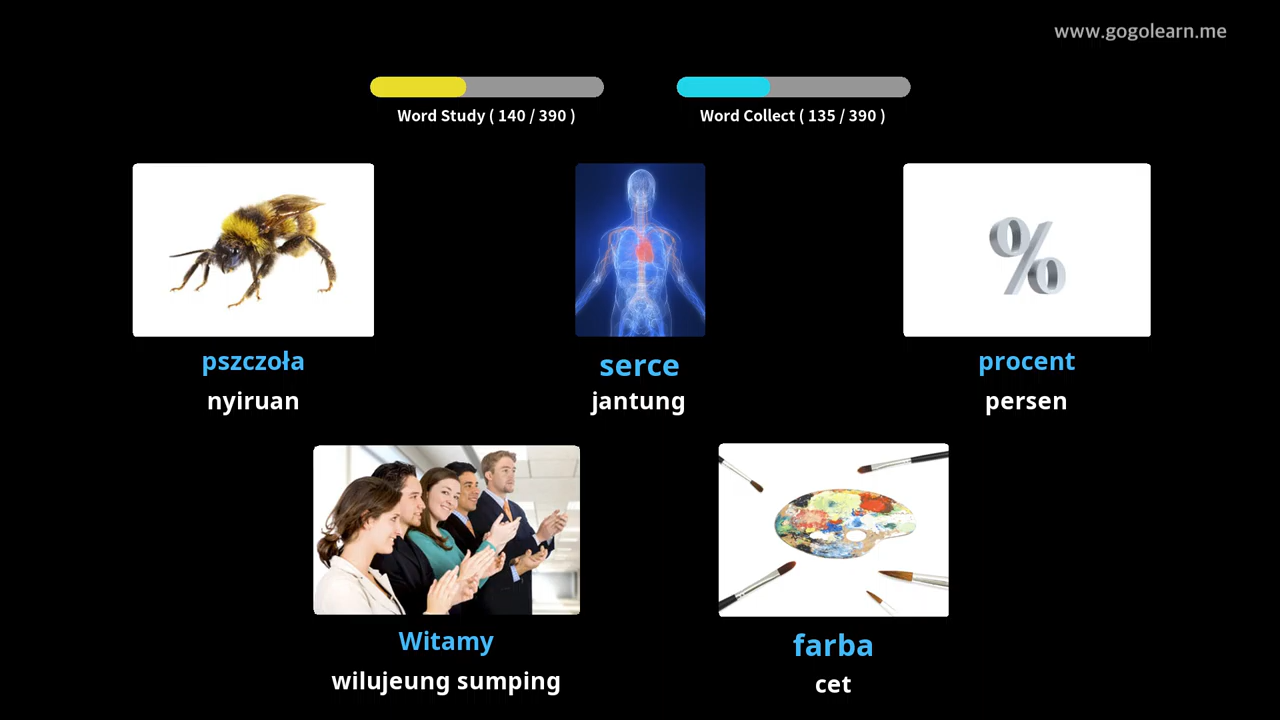 www.gogolearn.me
Word Study ( 140 / 390 )
Word Collect ( 135 / 390 )
pszczoła
nyiruan
serce
jantung
procent
persen
Witamy
wilujeung sumping
farba
cet